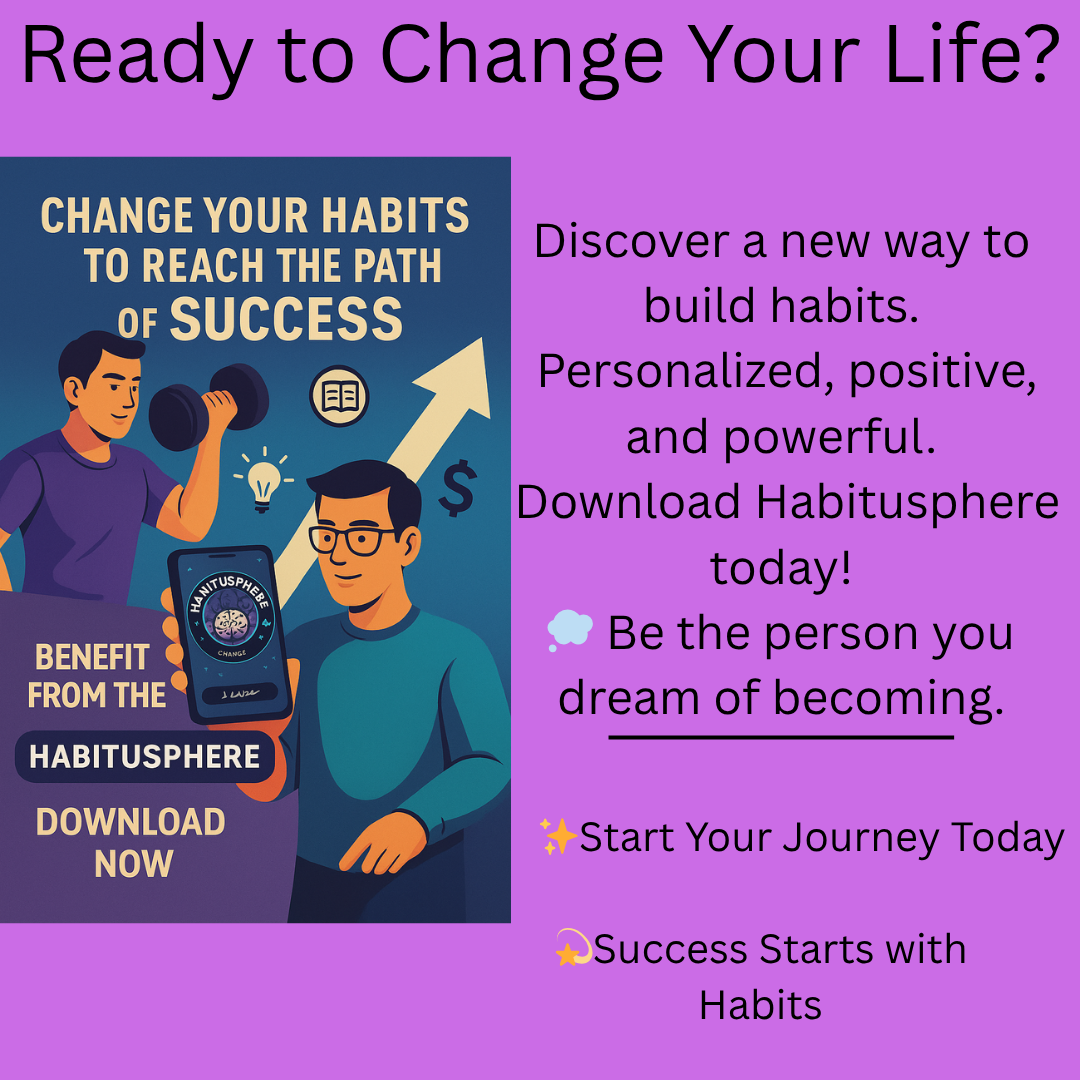 Ready to Change Your Life?
CHANGE YOUR HABITS
TO REACH THE PATH
OF SUCCESS
HANITUSPHEBE
CHANGE
$
BENEFIT
FROM THE
HABITUSPHERE
DOWNLOAD
NOW
Discover a new way to
build habits.
Personalized, positive,
and powerful.
Download Habitusphere
today!
💭 Be the person you
dream of becoming.
✨Start Your Journey Today
💫Success Starts with
Habits